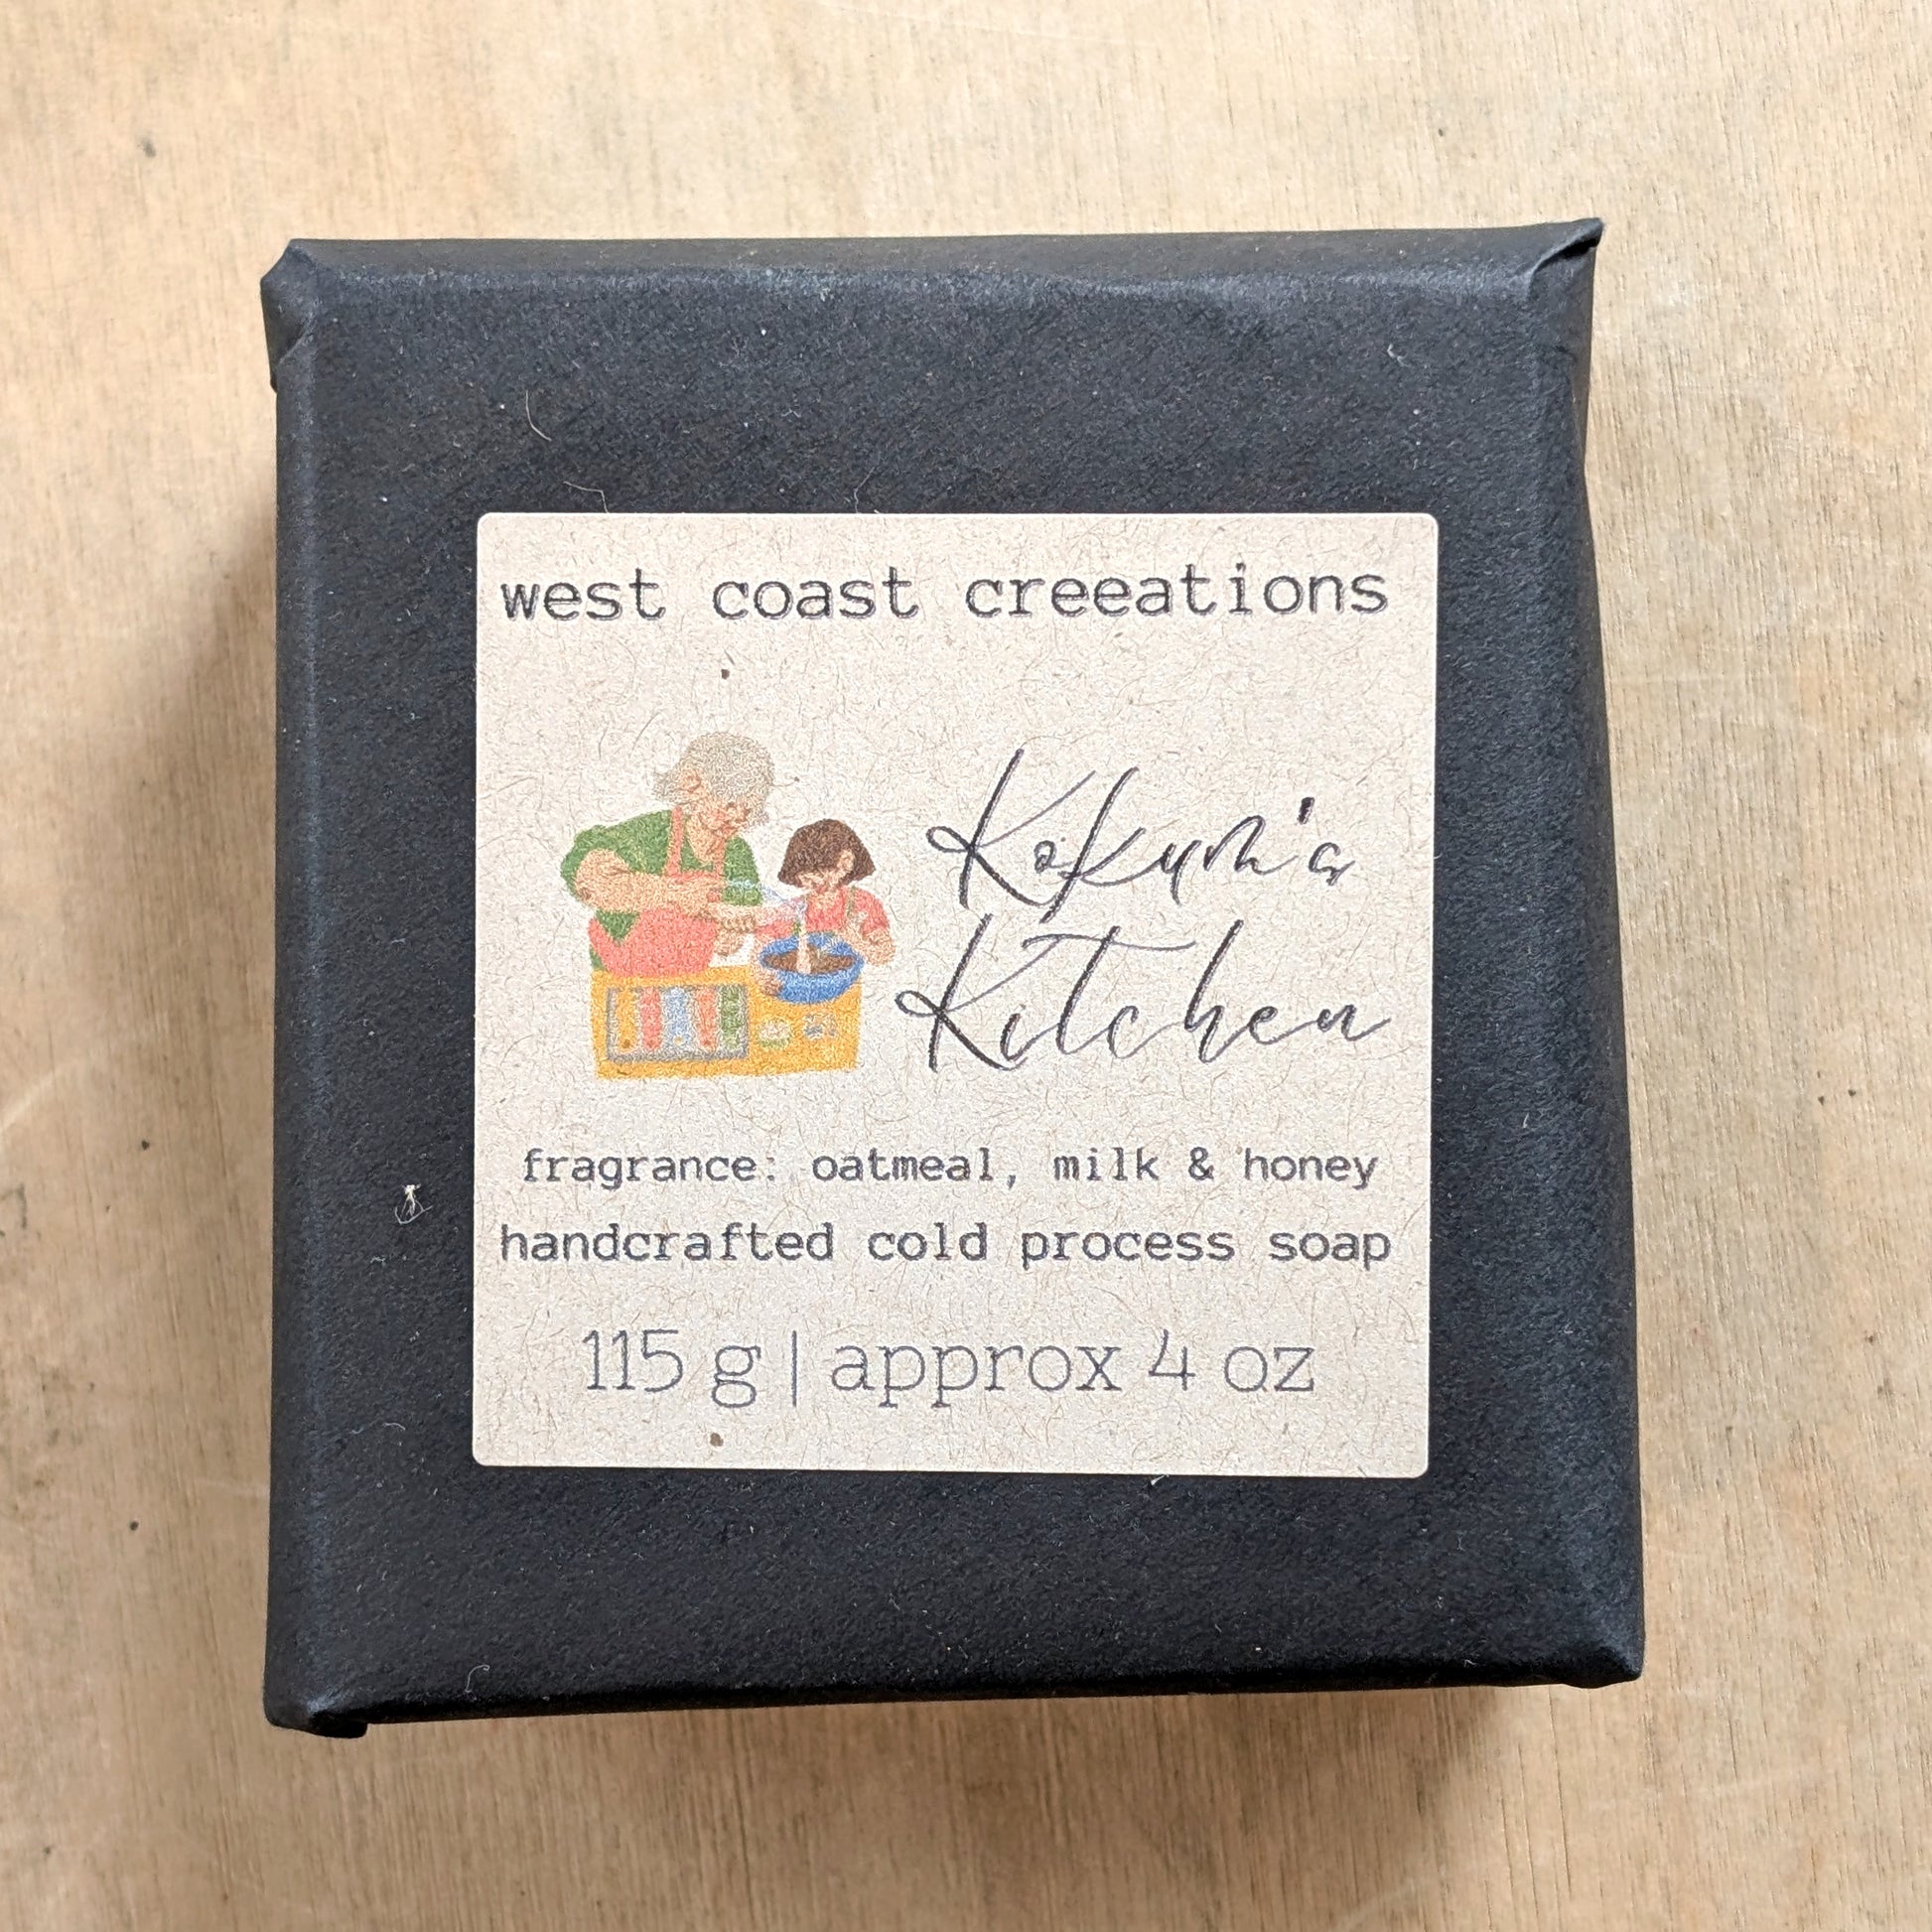 west coast creeations
Kokum's
Kitchen
fragrance: oatmeal, milk & honey
handcrafted cold process soap
115 g | approx 4 oz